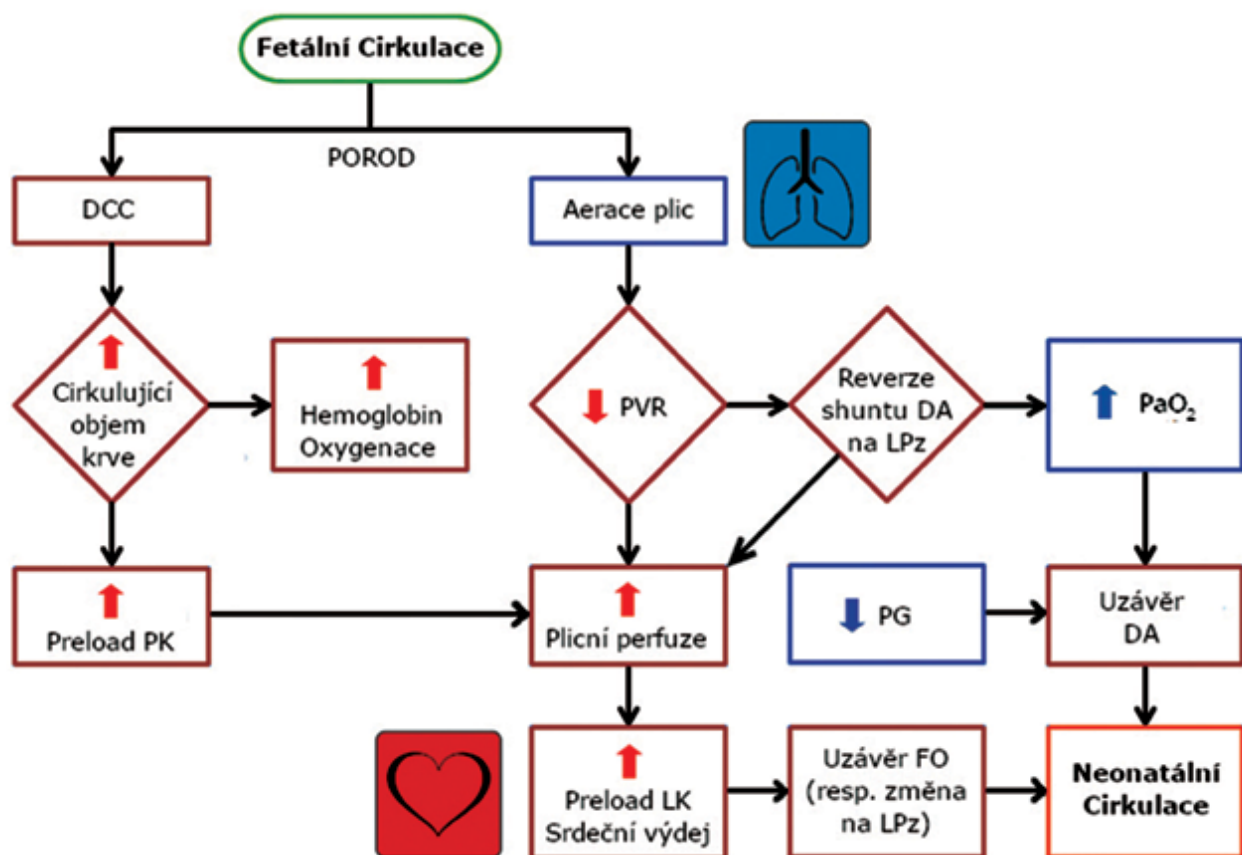 Fetální Cirkulace
POROD
DCC
Aerace plic
Cirkulující
objem
krve
Hemoglobin
Oxygenace
PVR
Reverze
shuntu DA
na LPz
PaO₂
Preload PK
Plicní perfuze
PG
Uzávěr
DA
Preload LK
Srdeční výdej
Uzávěr FO
(resp. změna
na LPz)
Neonatální
Cirkulace